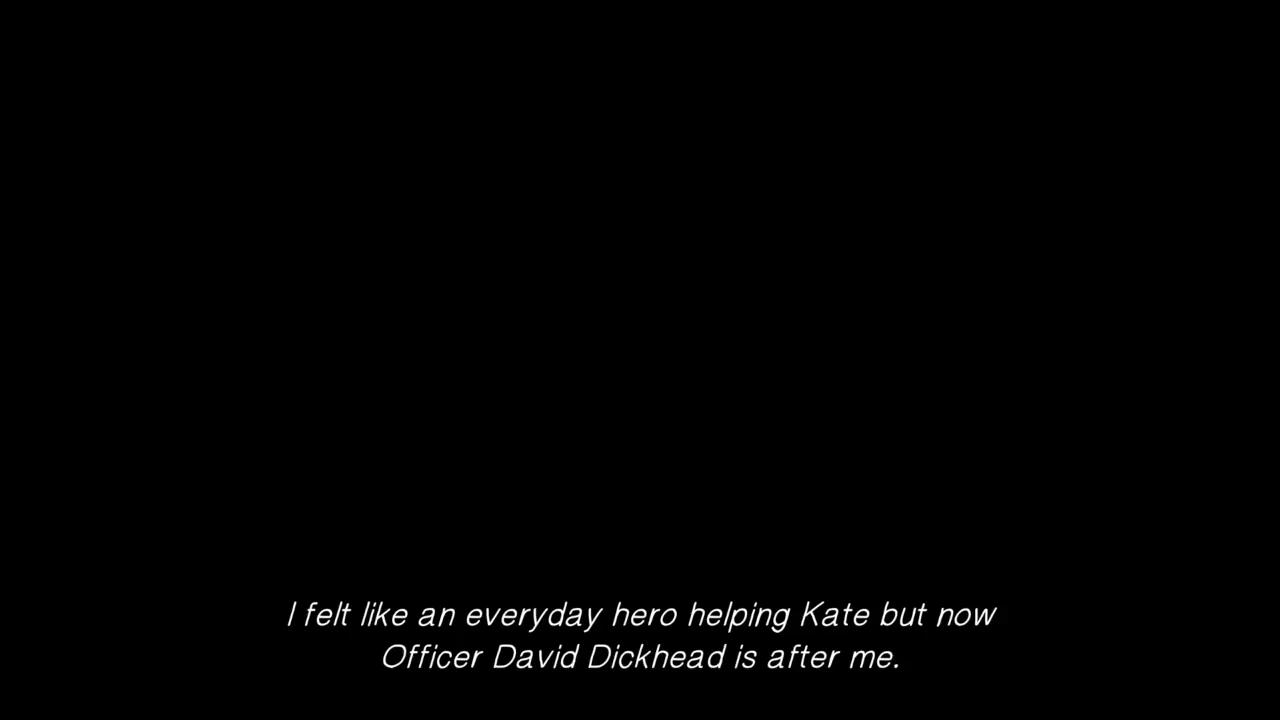 I felt like an everyday hero helping Kate but now
Officer David Dickhead is after me.